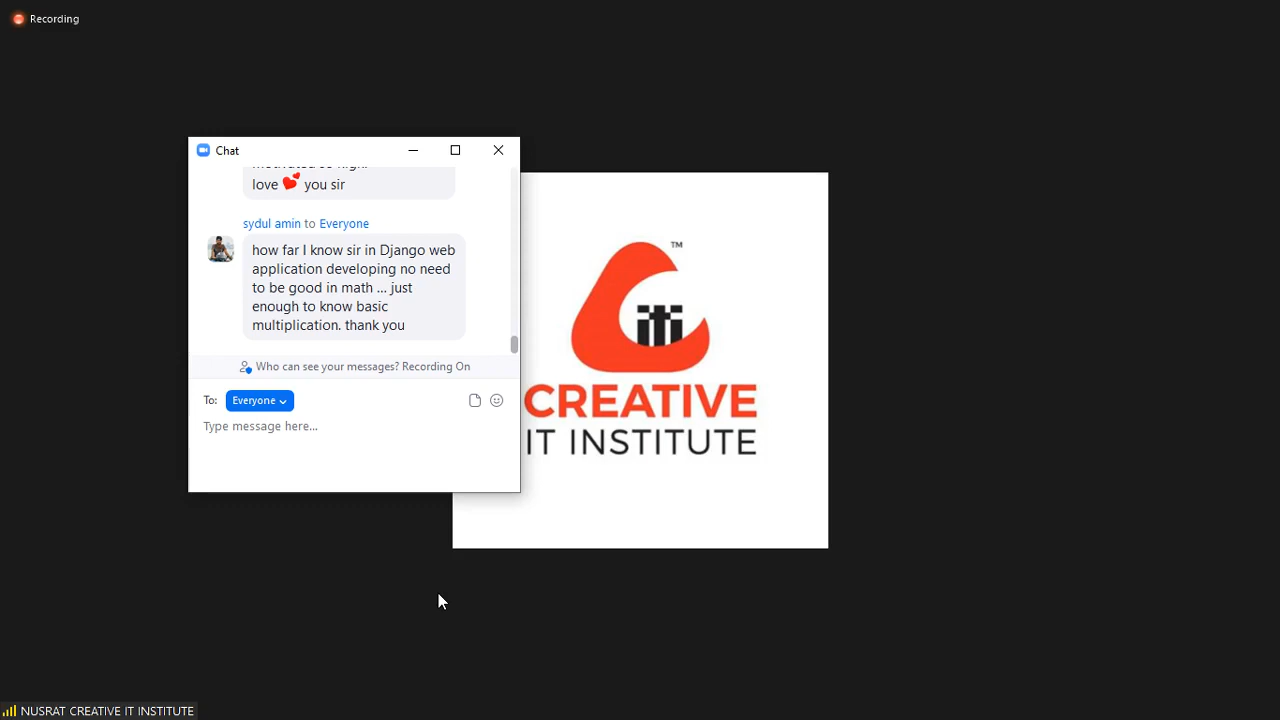 Recording
Chat
love you sir
sydul amin to Everyone
how far I know sir in Django web
application developing no need
to be good in math ... just
enough to know basic
multiplication. thank you
Who can see your messages? Recording On
To: Everyone
Type message here...
TM
iti
CREATIVE
IT INSTITUTE
NUSRAT CREATIVE IT INSTITUTE